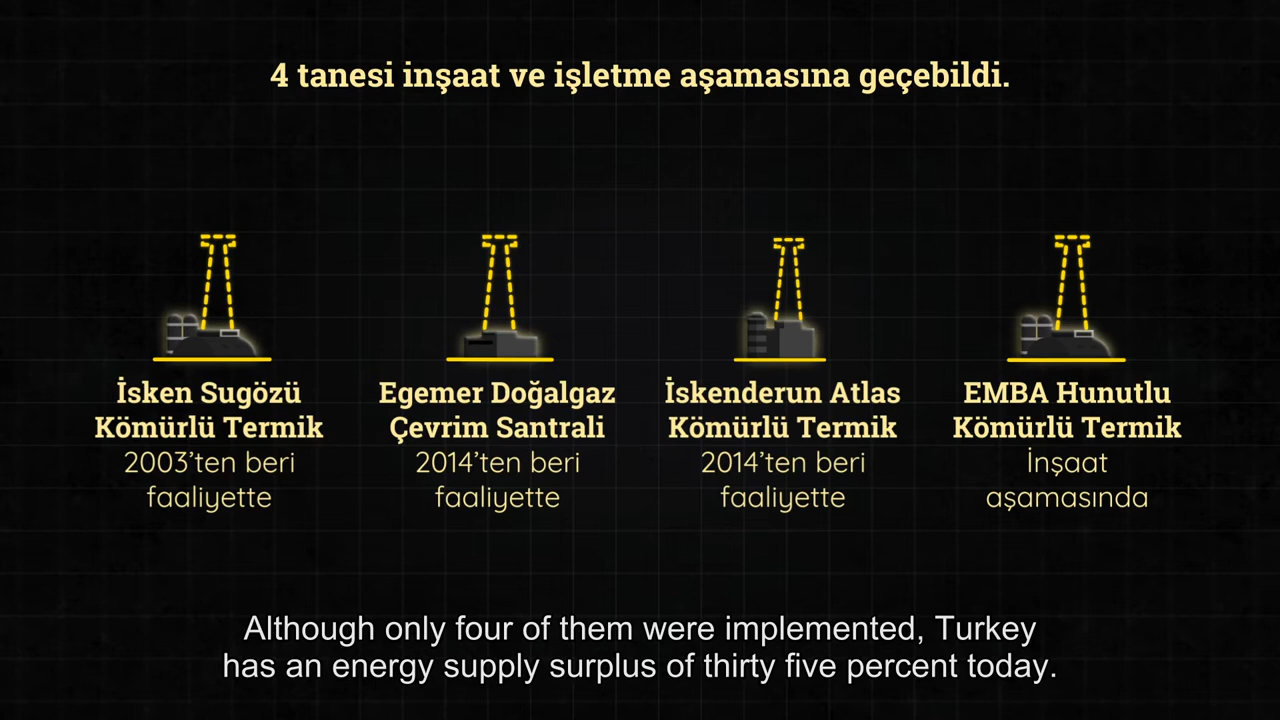 4 tanesi inşaat ve işletme aşamasına geçebildi.
İsken Sugözü
Kömürlü Termik
2003’ten beri
faaliyette
Egemer Doğalgaz
Çevrim Santrali
2014’ten beri
faaliyette
İskenderun Atlas
Kömürlü Termik
2014’ten beri
faaliyette
EMBA Hunutlu
Kömürlü Termik
İnşaat
aşamasında
Although only four of them were implemented, Turkey
has an energy supply surplus of thirty five percent today.